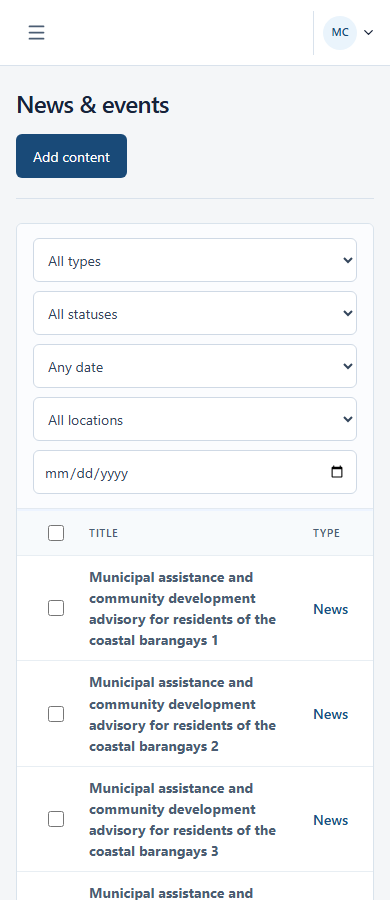 MC
News & events
Add content
All types
All statuses
Any date
All locations
mm/dd/yyyy
TITLE TYPE
Municipal assistance and
community development
advisory for residents of the
coastal barangays 1
News
Municipal assistance and
community development
advisory for residents of the
coastal barangays 2
News
Municipal assistance and
community development
advisory for residents of the
coastal barangays 3
News
Municipal assistance and